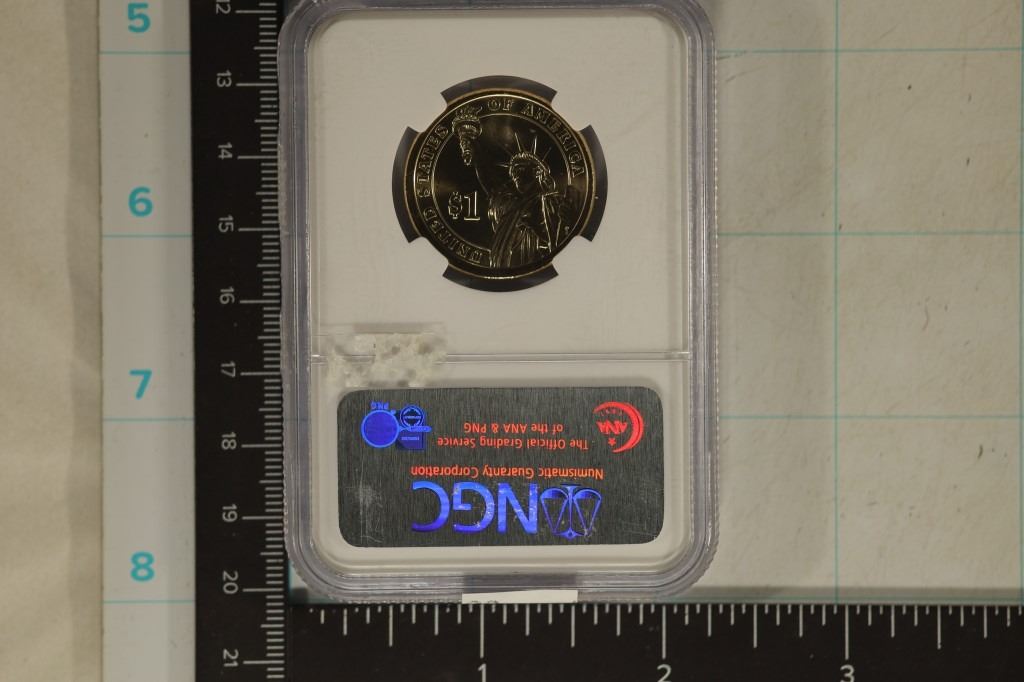 5
6
7
8
12
13
14
15
16
17
18
19
20
21
UNITED STATES OF AMERICA
$1
PNG
ANA
The Official Grading Service
of the ANA & PNG
Numismatic Guaranty Corporation
NGC
1
2
3